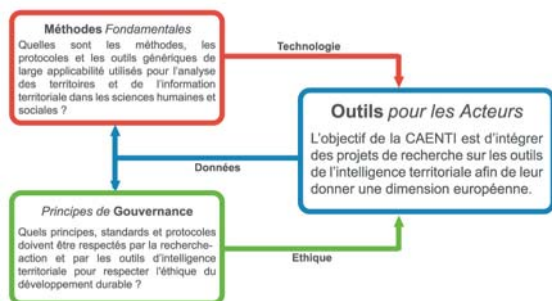 Méthodes Fondamentales
Quelles sont les méthodes, les
protocoles et les outils génériques de
large applicabilité utilisés pour l'analyse
des territoires et de l'information
territoriale dans les sciences humaines et
sociales ?
Technologie
Outils pour les Acteurs
L'objectif de la CAENTI est d'intégrer
des projets de recherche sur les outils
de l'intelligence territoriale afin de leur
donner une dimension européenne.
Données
Principes de Gouvernance
Quels principes, standards et protocoles
doivent être respectés par la recherche-
action et par les outils d'intelligence
territoriale pour respecter l'éthique du
développement durable ?
Ethique